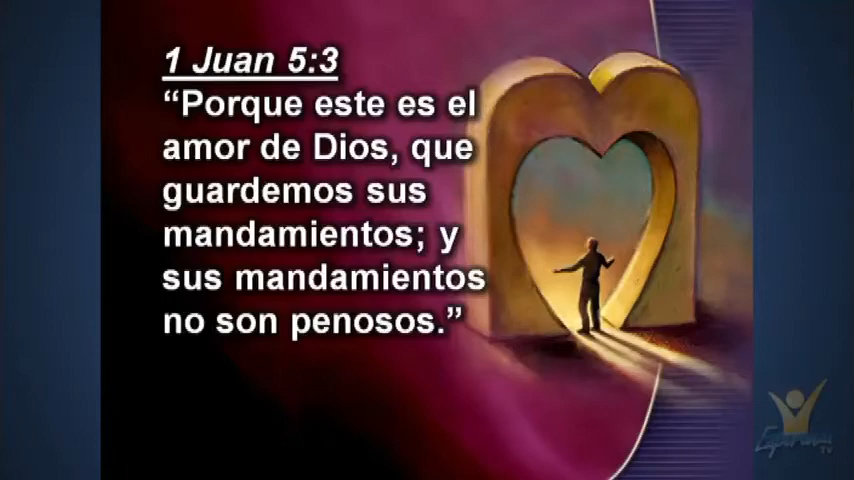 1 Juan 5:3
“Porque este es el
amor de Dios, que
guardemos sus
mandamientos; y
sus mandamientos
no son penosos.”
TV